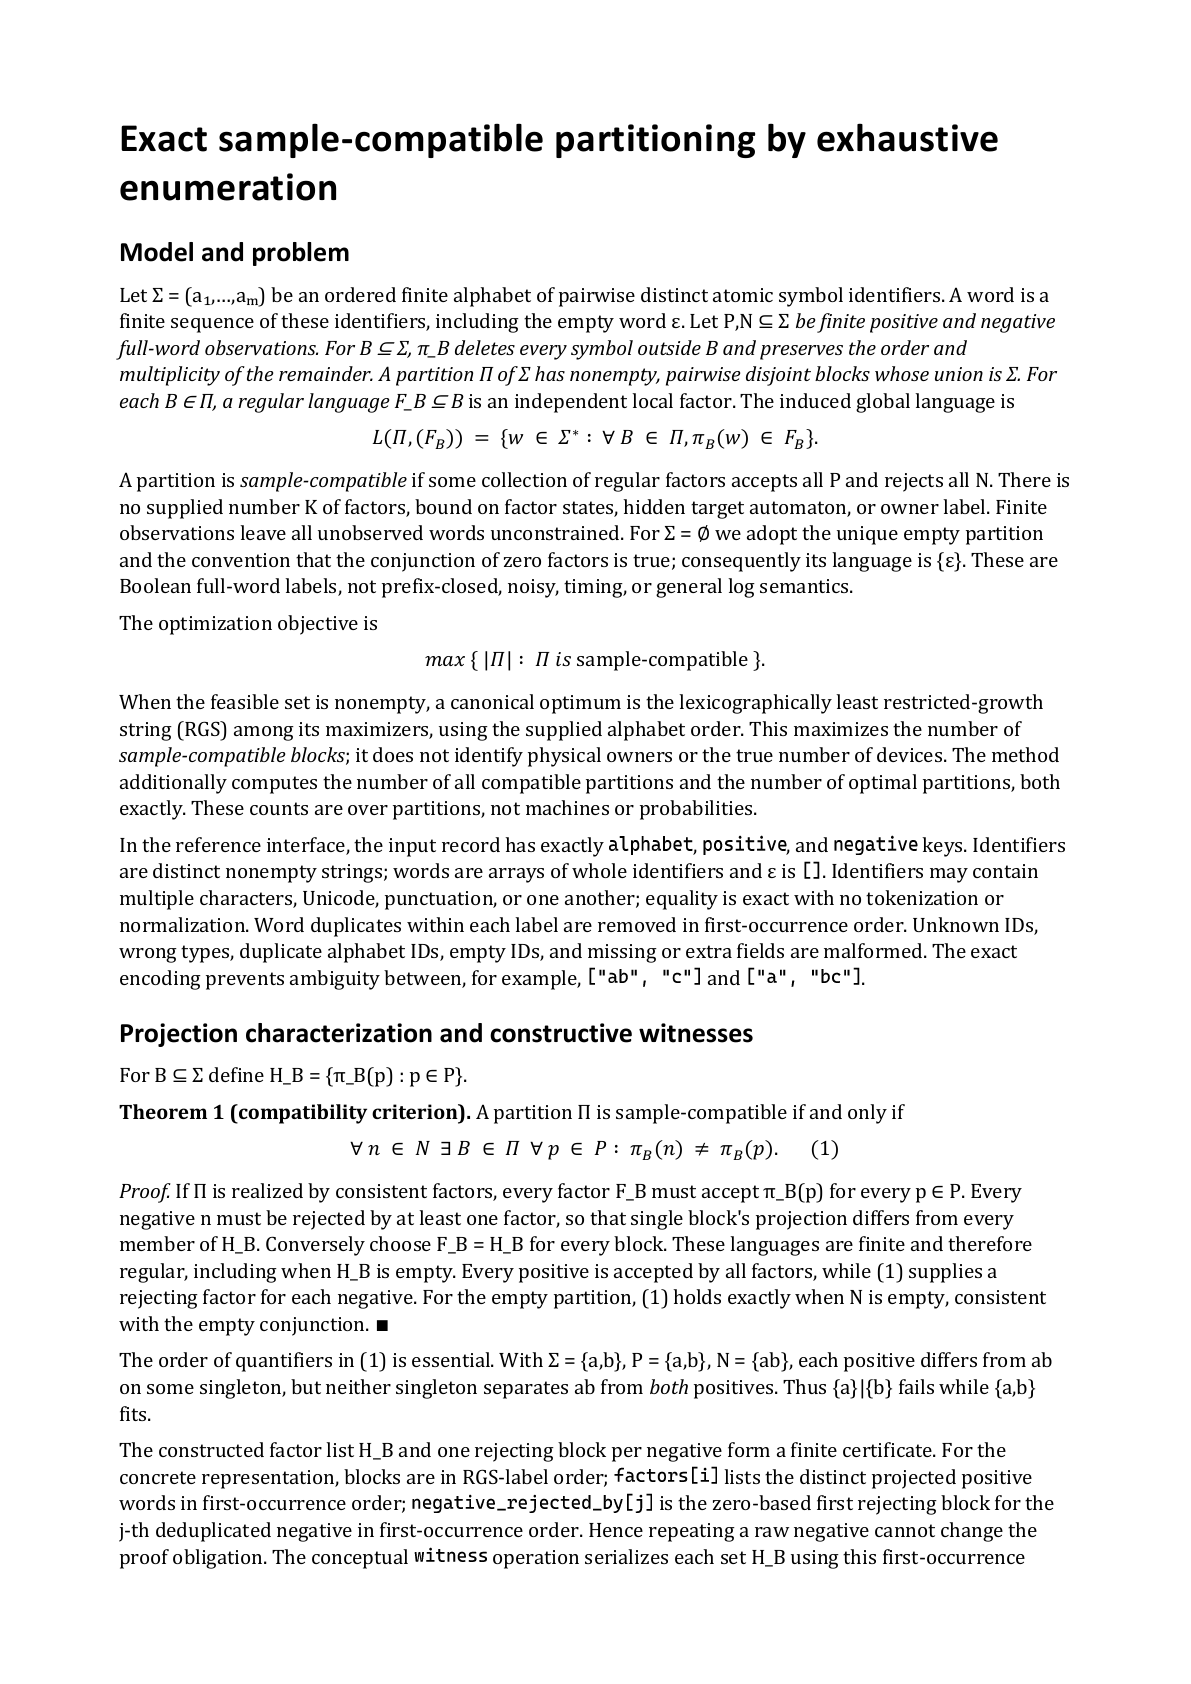 Exact sample-compatible partitioning by exhaustive
enumeration
Model and problem
Let Σ = (a₁,…,aₘ) be an ordered finite alphabet of pairwise distinct atomic symbol identifiers. A word is a
finite sequence of these identifiers, including the empty word ε. Let P,N ⊆ Σ be finite positive and negative
full-word observations. For B ⊆ Σ, π_B deletes every symbol outside B and preserves the order and
multiplicity of the remainder. A partition Π of Σ has nonempty, pairwise disjoint blocks whose union is Σ. For
each B ∈ Π, a regular language F_B ⊆ B is an independent local factor. The induced global language is
L(Π, (F_B)) = {w ∈ Σ* : ∀ B ∈ Π, π_B(w) ∈ F_B}.
A partition is sample-compatible if some collection of regular factors accepts all P and rejects all N. There is
no supplied number K of factors, bound on factor states, hidden target automaton, or owner label. Finite
observations leave all unobserved words unconstrained. For Σ = ∅ we adopt the unique empty partition
and the convention that the conjunction of zero factors is true; consequently its language is {ε}. These are
Boolean full-word labels, not prefix-closed, noisy, timing, or general log semantics.
The optimization objective is
max { |Π| : Π is sample-compatible }.
When the feasible set is nonempty, a canonical optimum is the lexicographically least restricted-growth
string (RGS) among its maximizers, using the supplied alphabet order. This maximizes the number of
sample-compatible blocks; it does not identify physical owners or the true number of devices. The method
additionally computes the number of all compatible partitions and the number of optimal partitions, both
exactly. These counts are over partitions, not machines or probabilities.
In the reference interface, the input record has exactly alphabet, positive, and negative keys. Identifiers
are distinct nonempty strings; words are arrays of whole identifiers and ε is []. Identifiers may contain
multiple characters, Unicode, punctuation, or one another; equality is exact with no tokenization or
normalization. Word duplicates within each label are removed in first-occurrence order. Unknown IDs,
wrong types, duplicate alphabet IDs, empty IDs, and missing or extra fields are malformed. The exact
encoding prevents ambiguity between, for example, ["ab", "c"] and ["a", "bc"].
Projection characterization and constructive witnesses
For B ⊆ Σ define H_B = {π_B(p) : p ∈ P}.
Theorem 1 (compatibility criterion). A partition Π is sample-compatible if and only if
∀ n ∈ N ∃ B ∈ Π ∀ p ∈ P : π_B(n) ≠ π_B(p). (1)
Proof. If Π is realized by consistent factors, every factor F_B must accept π_B(p) for every p ∈ P. Every
negative n must be rejected by at least one factor, so that single block's projection differs from every
member of H_B. Conversely choose F_B = H_B for every block. These languages are finite and therefore
regular, including when H_B is empty. Every positive is accepted by all factors, while (1) supplies a
rejecting factor for each negative. For the empty partition, (1) holds exactly when N is empty, consistent
with the empty conjunction. ■
The order of quantifiers in (1) is essential. With Σ = {a,b}, P = {a,b}, N = {ab}, each positive differs from ab
on some singleton, but neither singleton separates ab from both positives. Thus {a}|{b} fails while {a,b}
fits.
The constructed factor list H_B and one rejecting block per negative form a finite certificate. For the
concrete representation, blocks are in RGS-label order; factors[i] lists the distinct projected positive
words in first-occurrence order; negative_rejected_by[j] is the zero-based first rejecting block for the
j-th deduplicated negative in first-occurrence order. Hence repeating a raw negative cannot change the
proof obligation. The conceptual witness operation serializes each set H_B using this first-occurrence